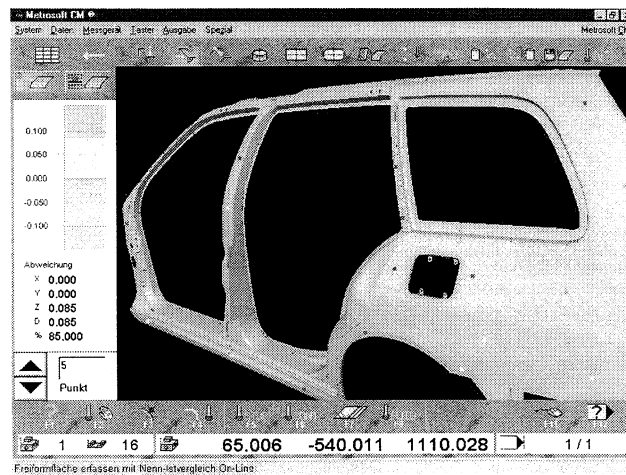 Metrosoft CM ®
System Daten Messgerät Taster Ausgabe Spezial
0.100
0.050
0.000
-0.050
-0.100
Abweichung
X 0.000
Y 0.000
Z 0.085
D 0.085
% 85.000
5
Punkt
1 16 65.006 -540.011 1110.028 1 / 1
Freiformfläche erfassen mit Nenn-Istvergleich On-Line